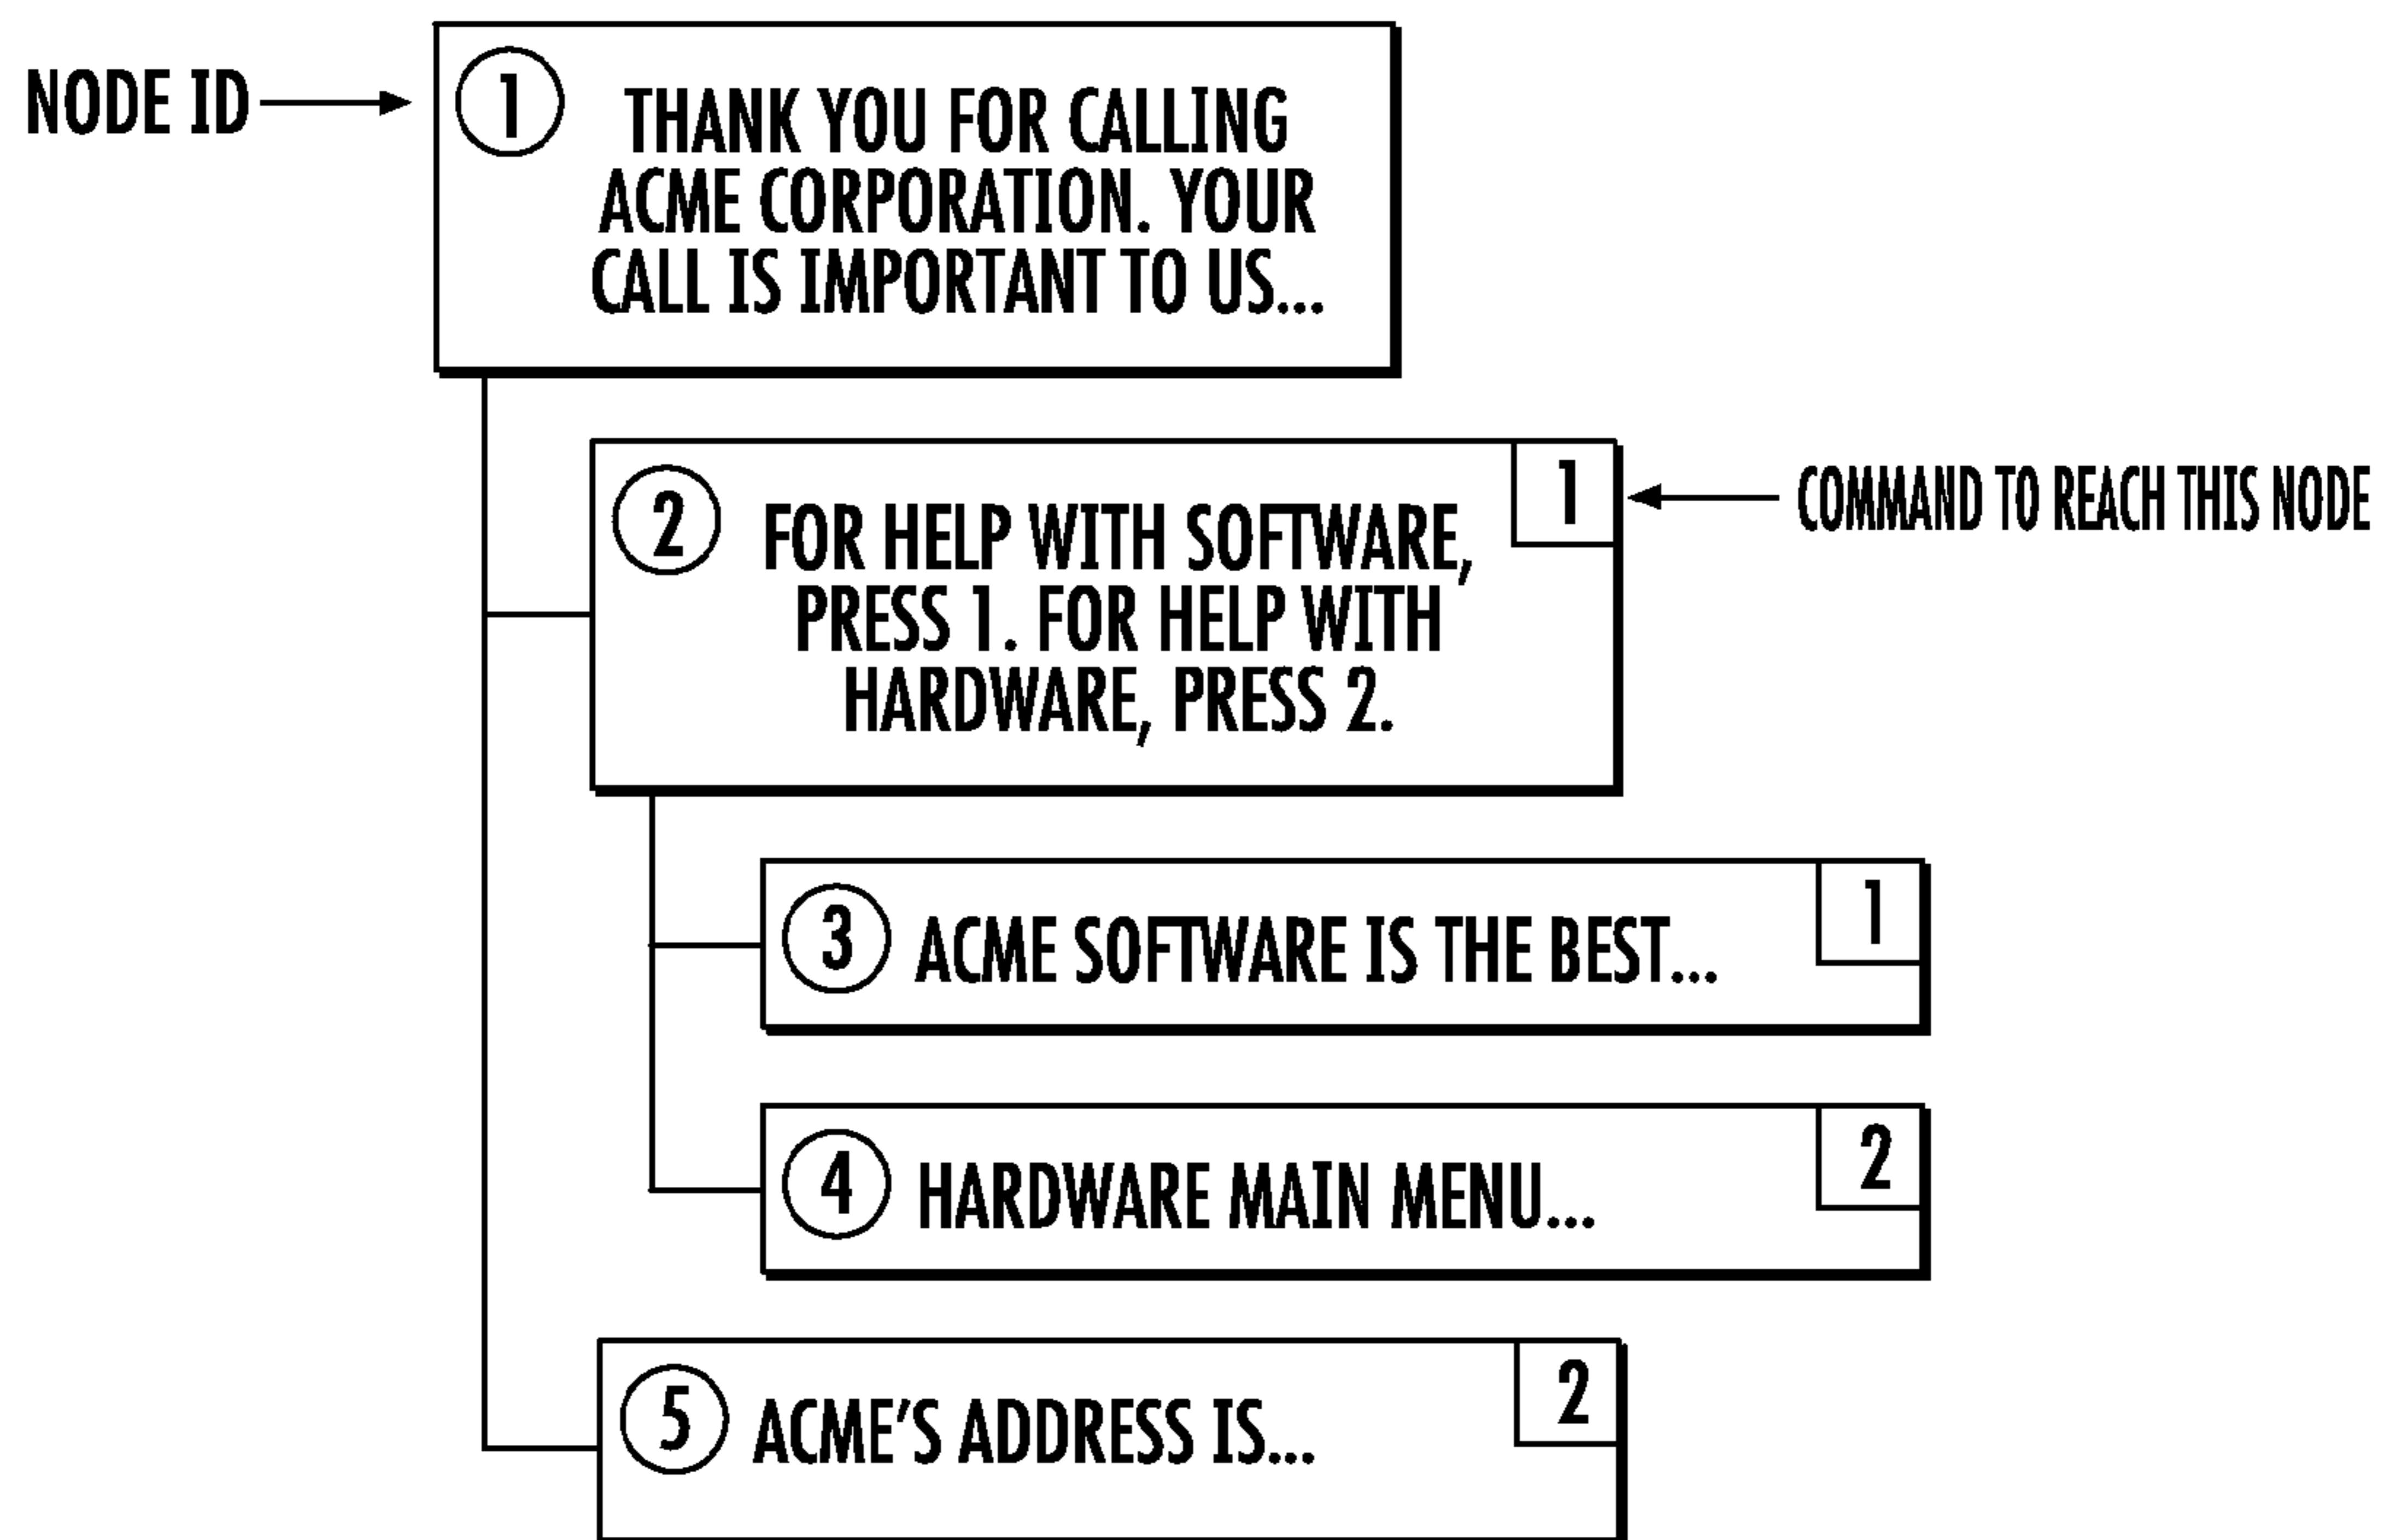 NODE ID
1
THANK YOU FOR CALLING
ACME CORPORATION. YOUR
CALL IS IMPORTANT TO US...
2
1
COMMAND TO REACH THIS NODE
FOR HELP WITH SOFTWARE,
PRESS 1. FOR HELP WITH
HARDWARE, PRESS 2.
3
ACME SOFTWARE IS THE BEST...
1
4
HARDWARE MAIN MENU...
2
5
ACME'S ADDRESS IS...
2